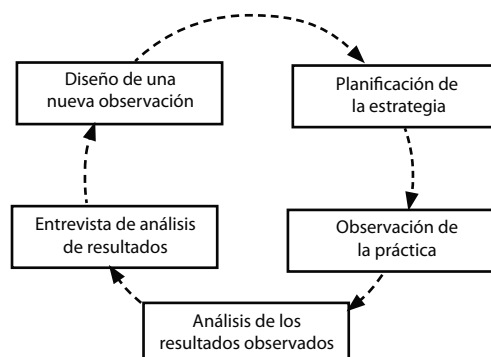 Diseño de una
nueva observación
Planificación de
la estrategia
Entrevista de análisis
de resultados
Observación de
la práctica
Análisis de los
resultados observados